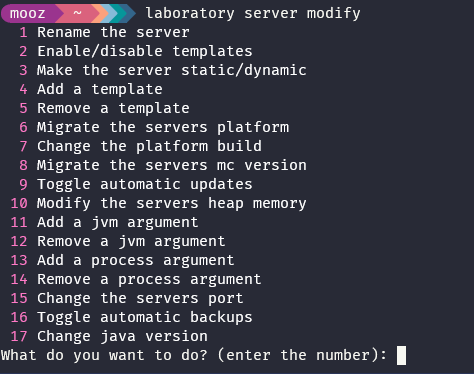 mooz ~ laboratory server modify
1 Rename the server
2 Enable/disable templates
3 Make the server static/dynamic
4 Add a template
5 Remove a template
6 Migrate the servers platform
7 Change the platform build
8 Migrate the servers mc version
9 Toggle automatic updates
10 Modify the servers heap memory
11 Add a jvm argument
12 Remove a jvm argument
13 Add a process argument
14 Remove a process argument
15 Change the servers port
16 Toggle automatic backups
17 Change java version
What do you want to do? (enter the number):